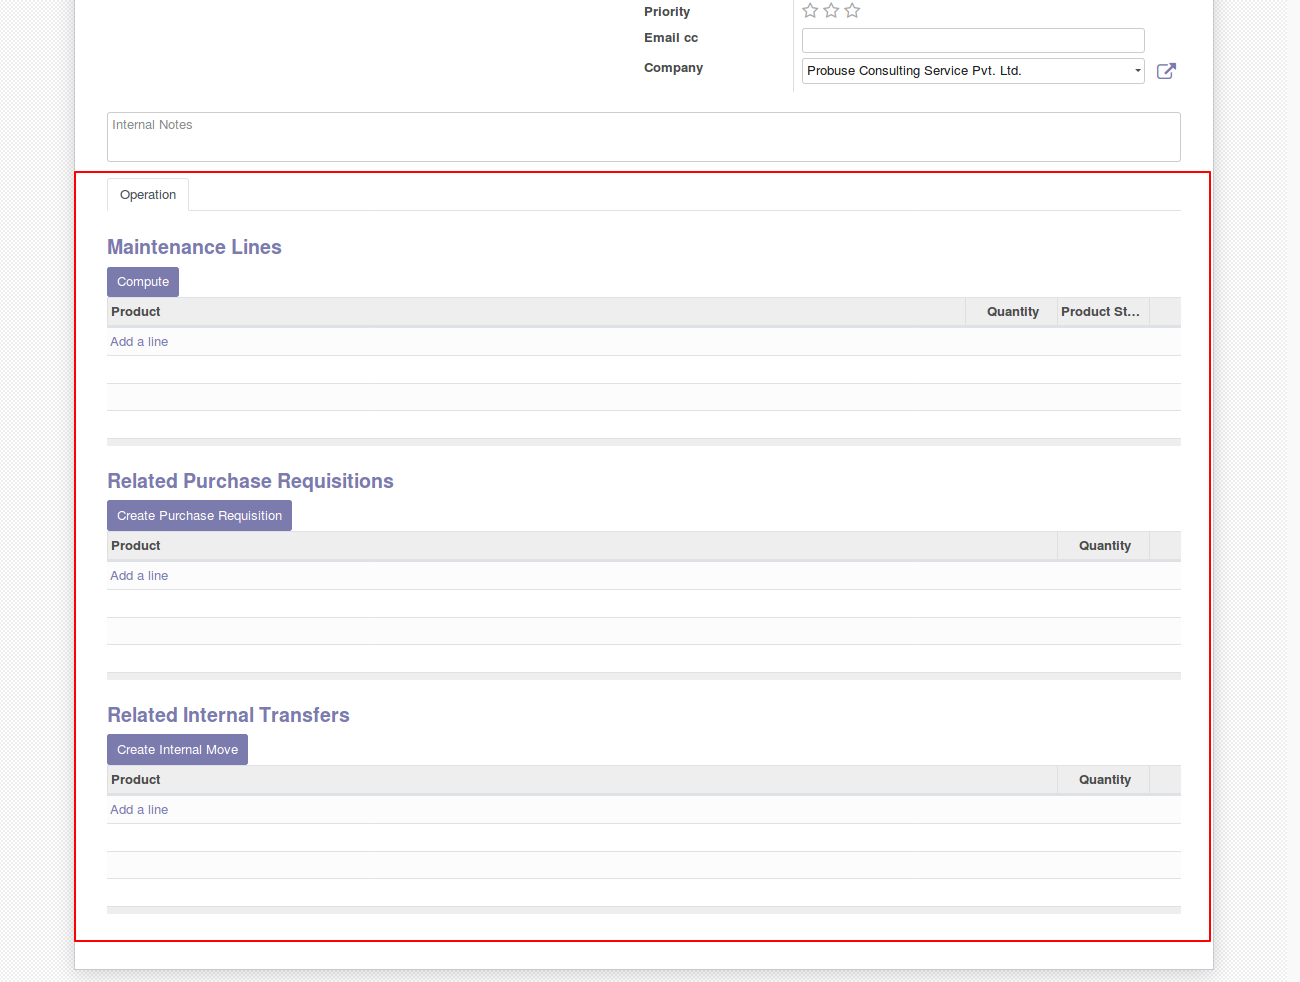 Priority
Email cc
Company Probuse Consulting Service Pvt. Ltd.
Internal Notes
Operation
Maintenance Lines
Compute
Product Quantity Product St...
Add a line
Related Purchase Requisitions
Create Purchase Requisition
Product Quantity
Add a line
Related Internal Transfers
Create Internal Move
Product Quantity
Add a line